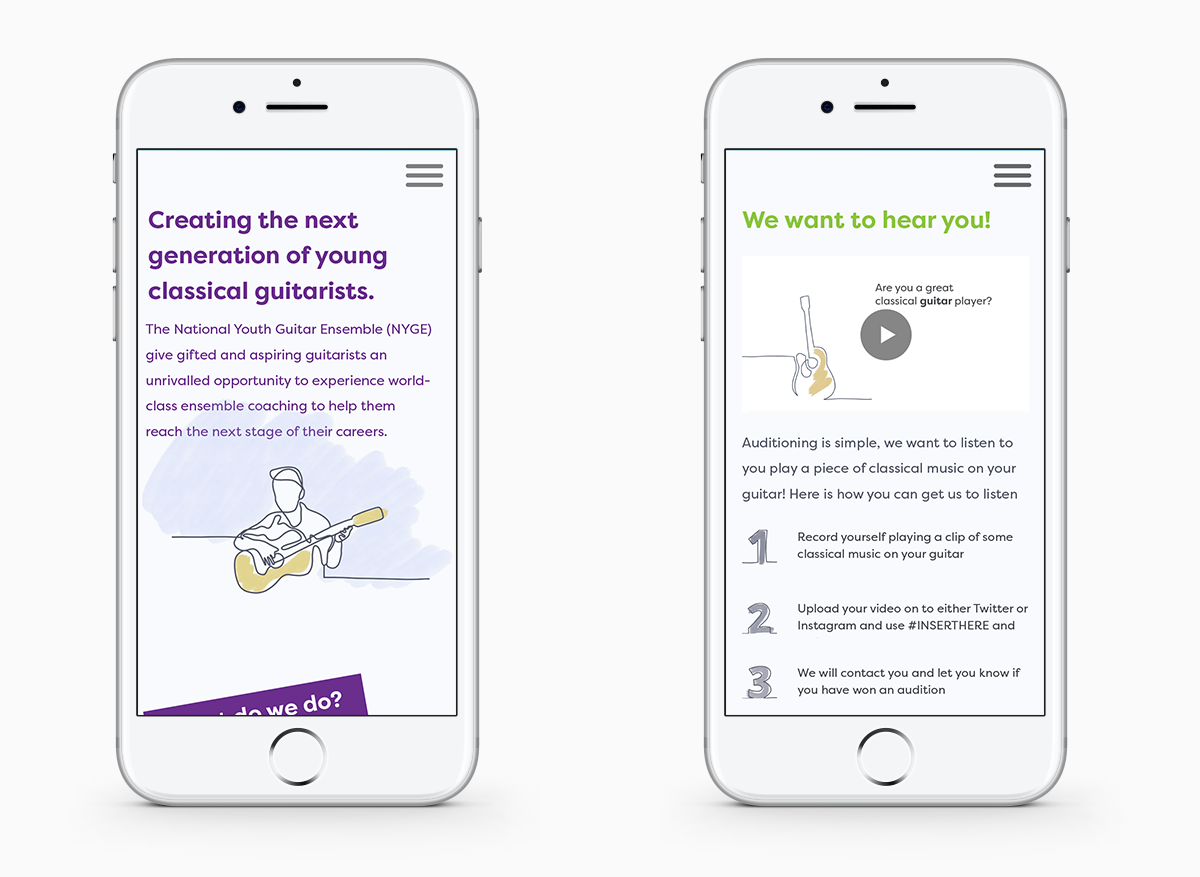 Creating the next
generation of young
classical guitarists.
The National Youth Guitar Ensemble (NYGE)
give gifted and aspiring guitarists an
unrivalled opportunity to experience world-
class ensemble coaching to help them
reach the next stage of their careers.
do we do?
We want to hear you!
Are you a great
classical guitar player?
Auditioning is simple, we want to listen to
you play a piece of classical music on your
guitar! Here is how you can get us to listen
1
Record yourself playing a clip of some
classical music on your guitar
2
Upload your video on to either Twitter or
Instagram and use #INSERTHERE and
3
We will contact you and let you know if
you have won an audition